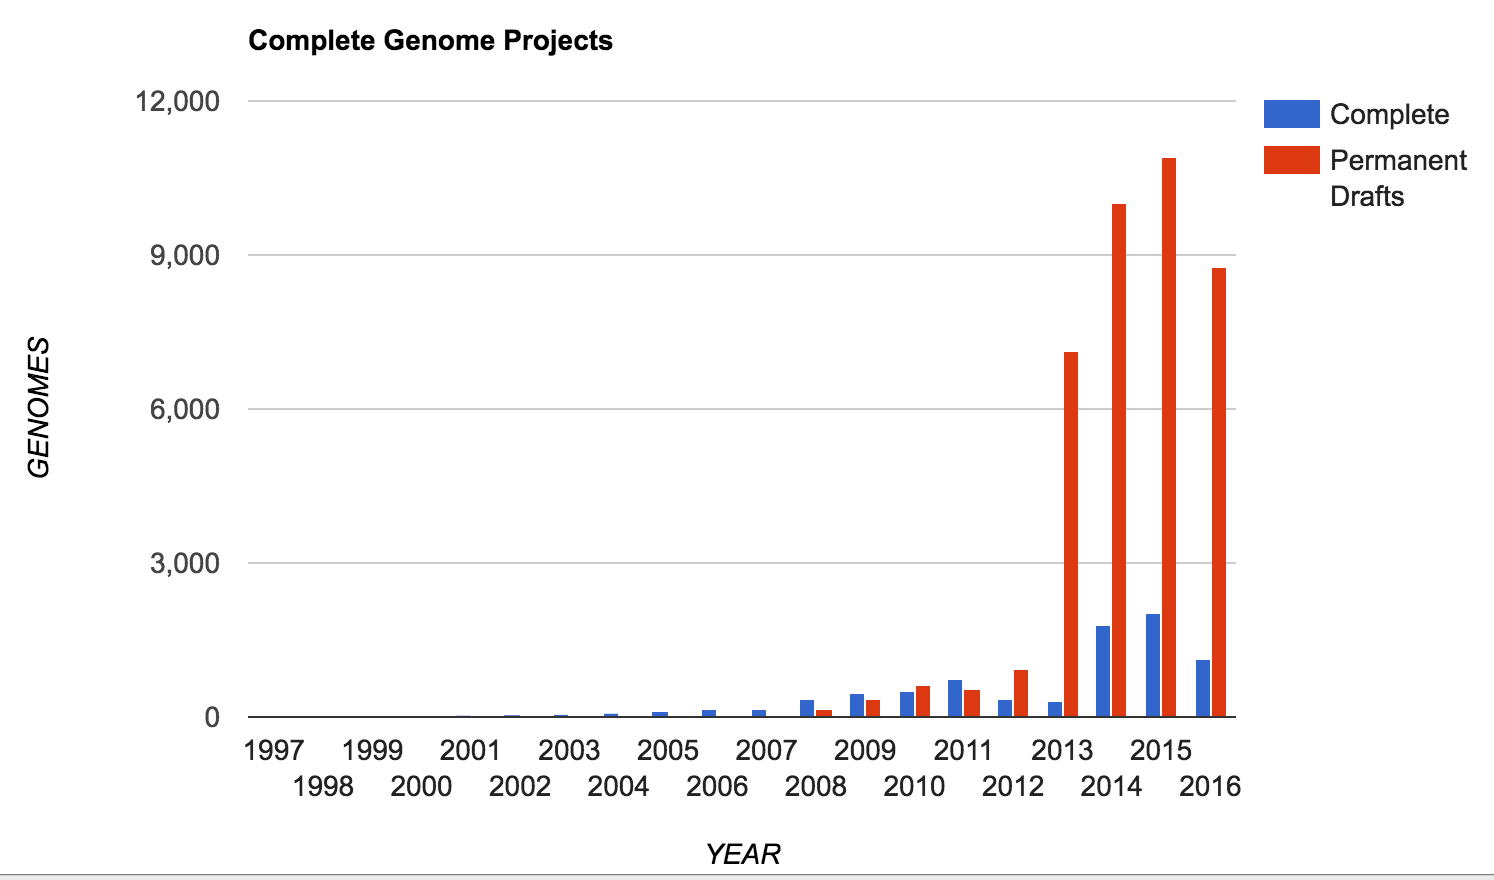 Complete Genome Projects
12,000
9,000
6,000
3,000
0
GENOMES
Complete
Permanent
Drafts
1997 1999 2001 2003 2005 2007 2009 2011 2013 2015
1998 2000 2002 2004 2006 2008 2010 2012 2014 2016
YEAR